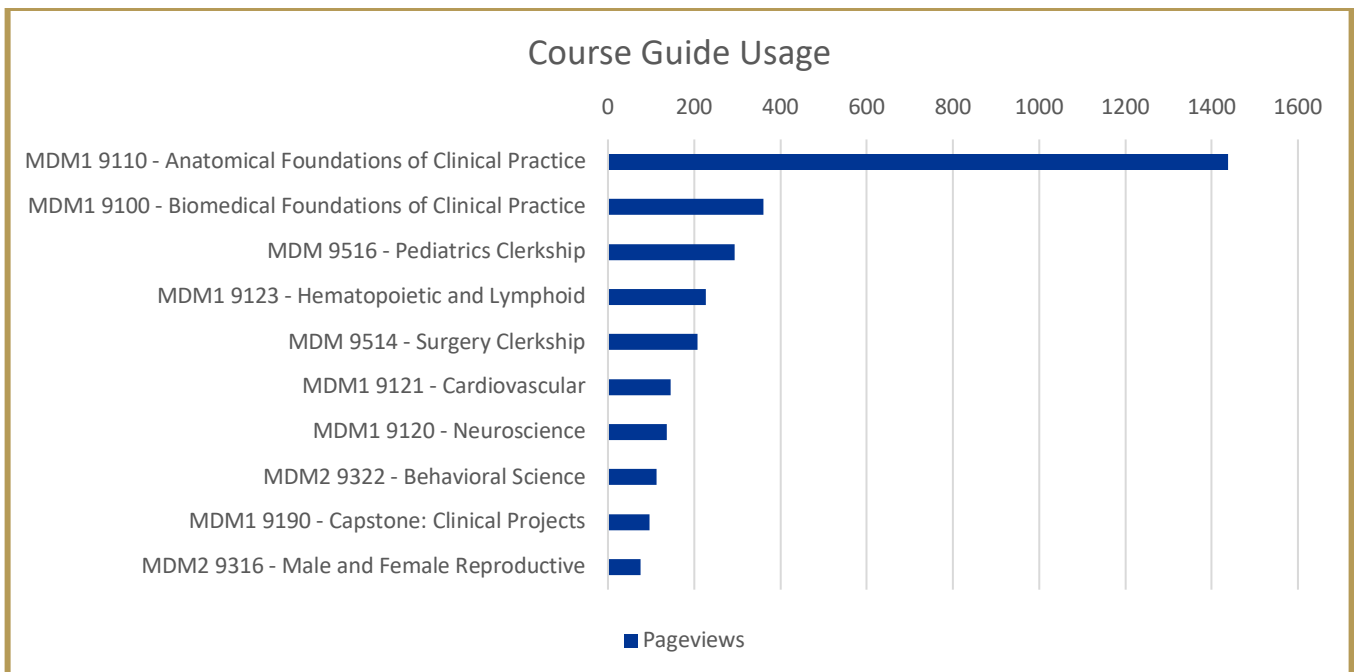 Course Guide Usage
0 200 400 600 800 1000 1200 1400 1600
MDM1 9110 - Anatomical Foundations of Clinical Practice
MDM1 9100 - Biomedical Foundations of Clinical Practice
MDM 9516 - Pediatrics Clerkship
MDM1 9123 - Hematopoietic and Lymphoid
MDM 9514 - Surgery Clerkship
MDM1 9121 - Cardiovascular
MDM1 9120 - Neuroscience
MDM2 9322 - Behavioral Science
MDM1 9190 - Capstone: Clinical Projects
MDM2 9316 - Male and Female Reproductive
Pageviews